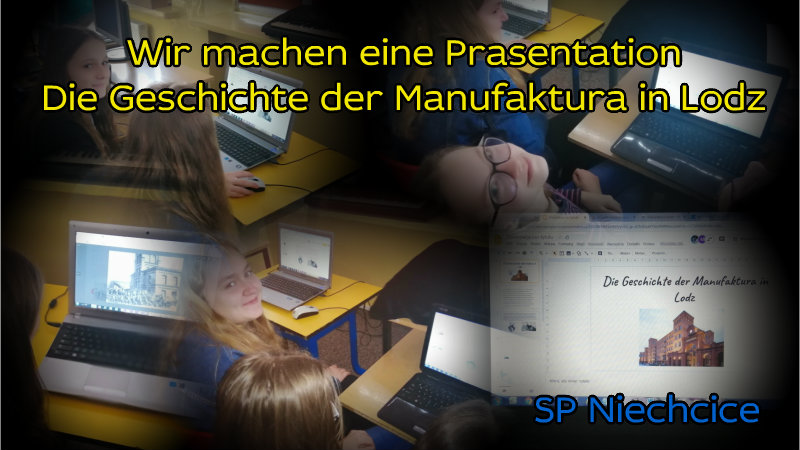 Wir machen eine Prasentation
Die Geschichte der Manufaktura in Lodz
Die Geschichte der Manufaktura in
Lodz
SP Niechcice